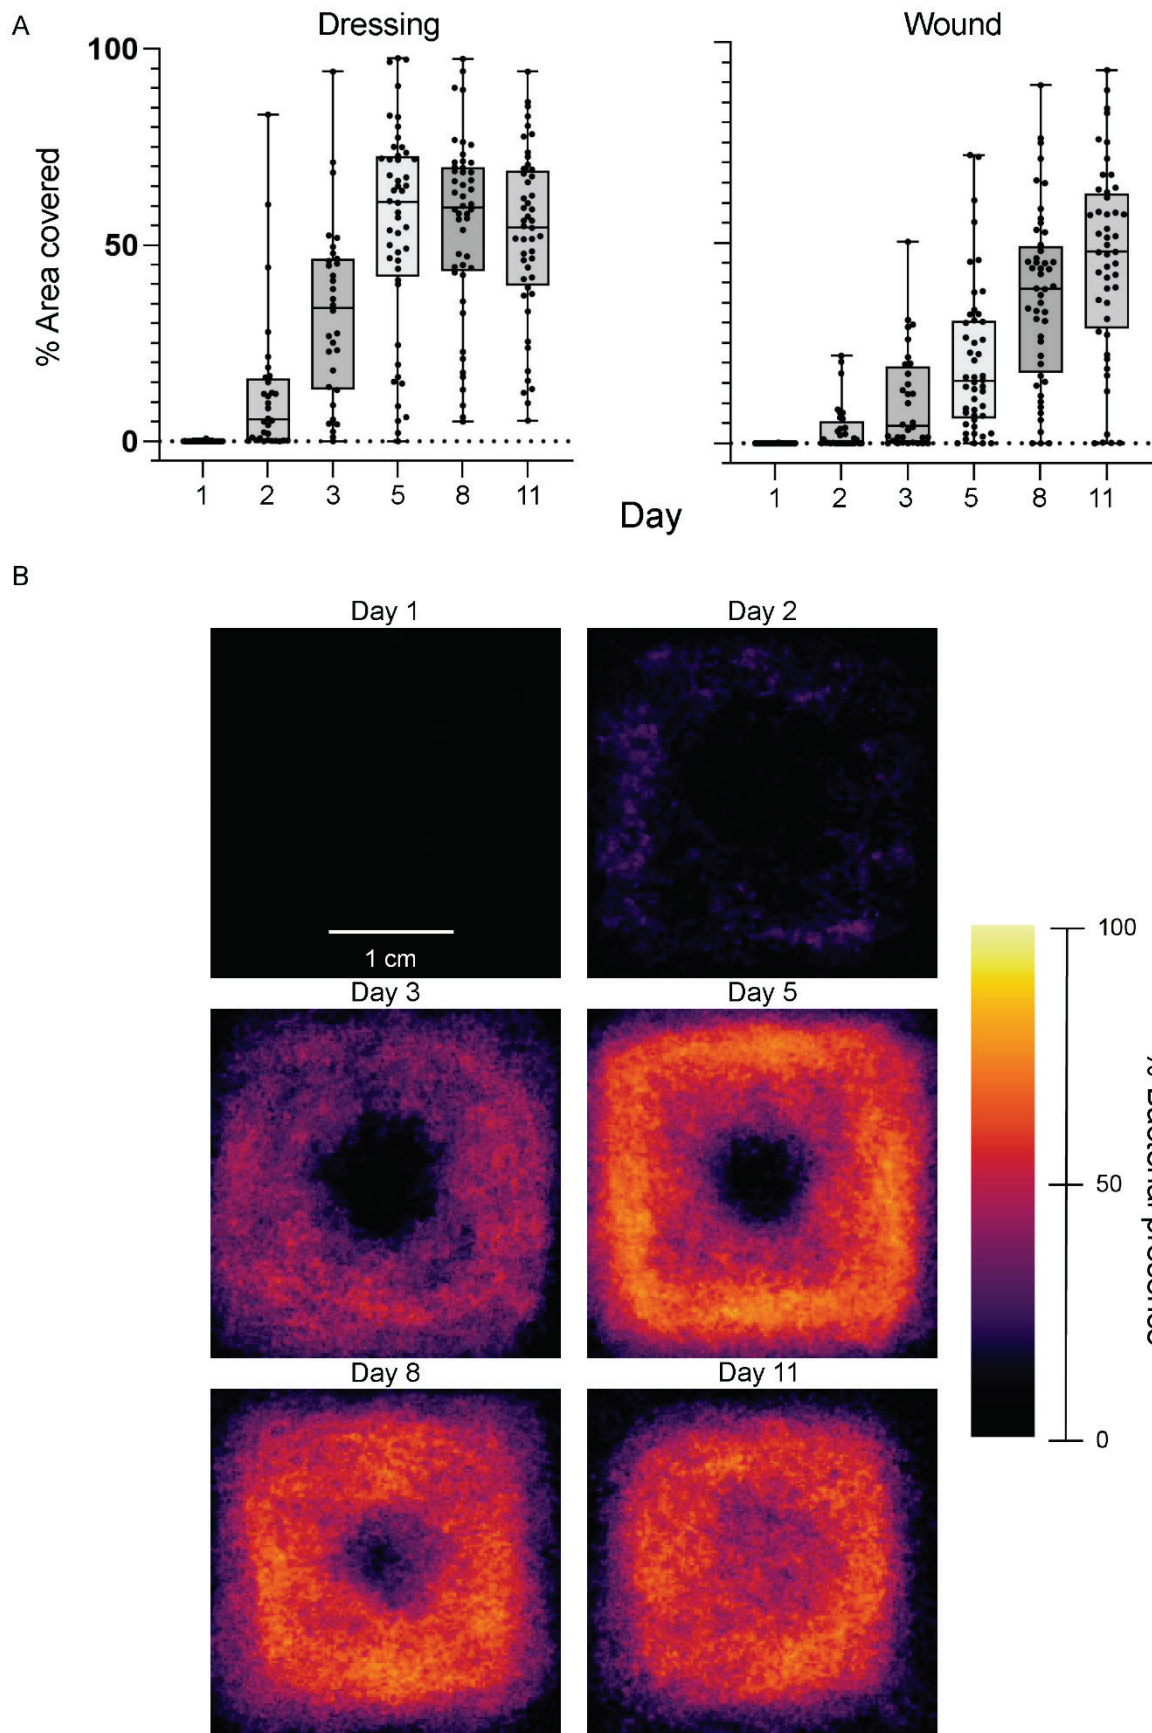 A
Dressing
Wound
100
50
0
% Area covered
1 2 3 5 8 11
1 2 3 5 8 11
Day
B
Day 1
Day 2
1 cm
Day 3
Day 5
Day 8
Day 11
100
50
0